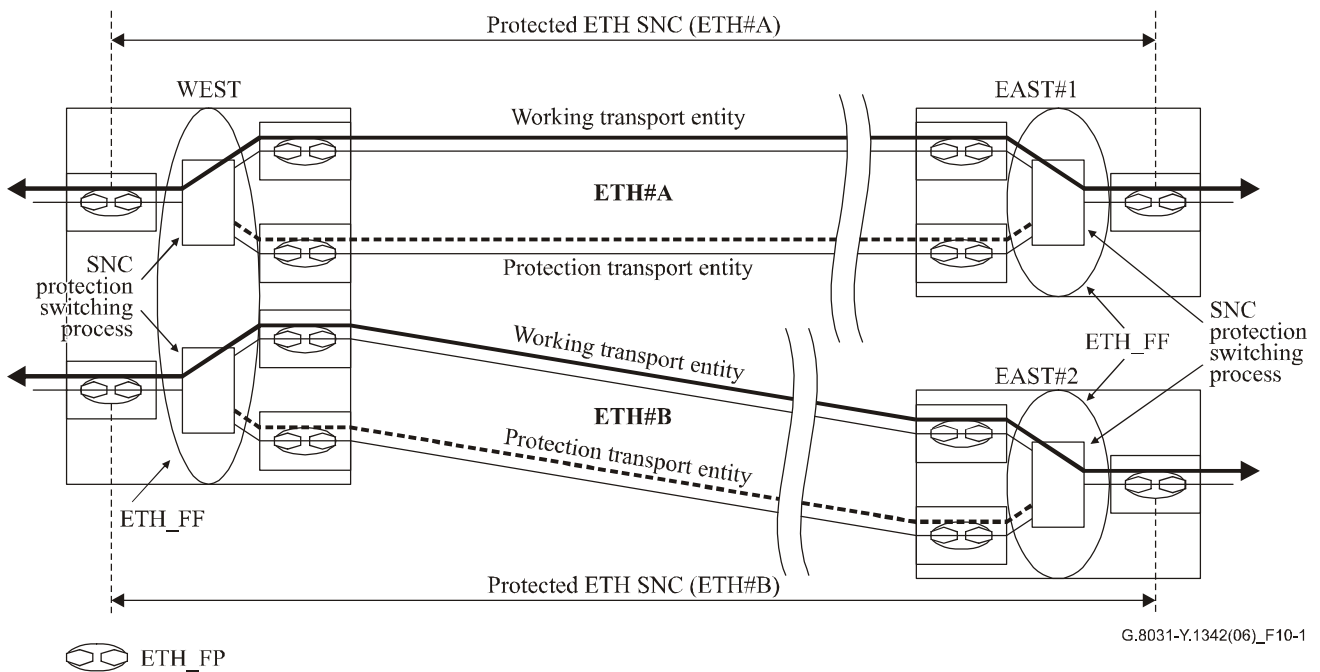 Protected ETH SNC (ETH#A)
WEST
EAST#1
Working transport entity
ETH#A
Protection transport entity
SNC
protection
switching
process
ETH_FF
SNC
protection
switching
process
Working transport entity
EAST#2
ETH#B
Protection transport entity
ETH_FF
Protected ETH SNC (ETH#B)
G.8031-Y.1342(06)_F10-1
ETH_FP